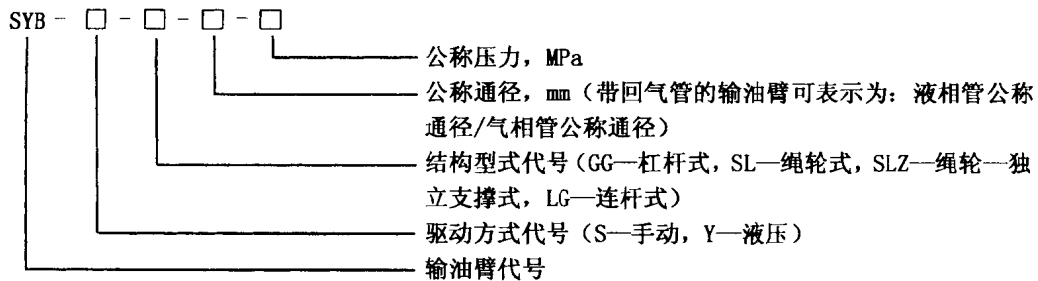 SYB - □ - □ - □ - □
公称压力，MPa
公称通径，mm（带回气管的输油臂可表示为：液相管公称
通径/气相管公称通径）
结构型式代号（GG—杠杆式，SL—绳轮式，SLZ—绳轮—独
立支撑式，LG—连杆式）
驱动方式代号（S—手动，Y—液压）
输油臂代号